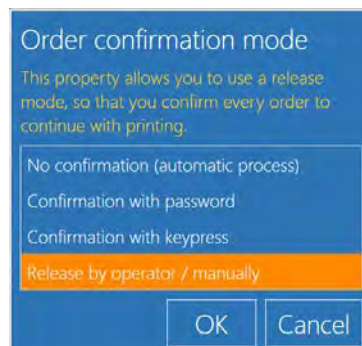 Order confirmation mode
This property allows you to use a release
mode, so that you confirm every order to
continue with printing.
No confirmation (automatic process)
Confirmation with password
Confirmation with keypress
Release by operator / manually
OK
Cancel